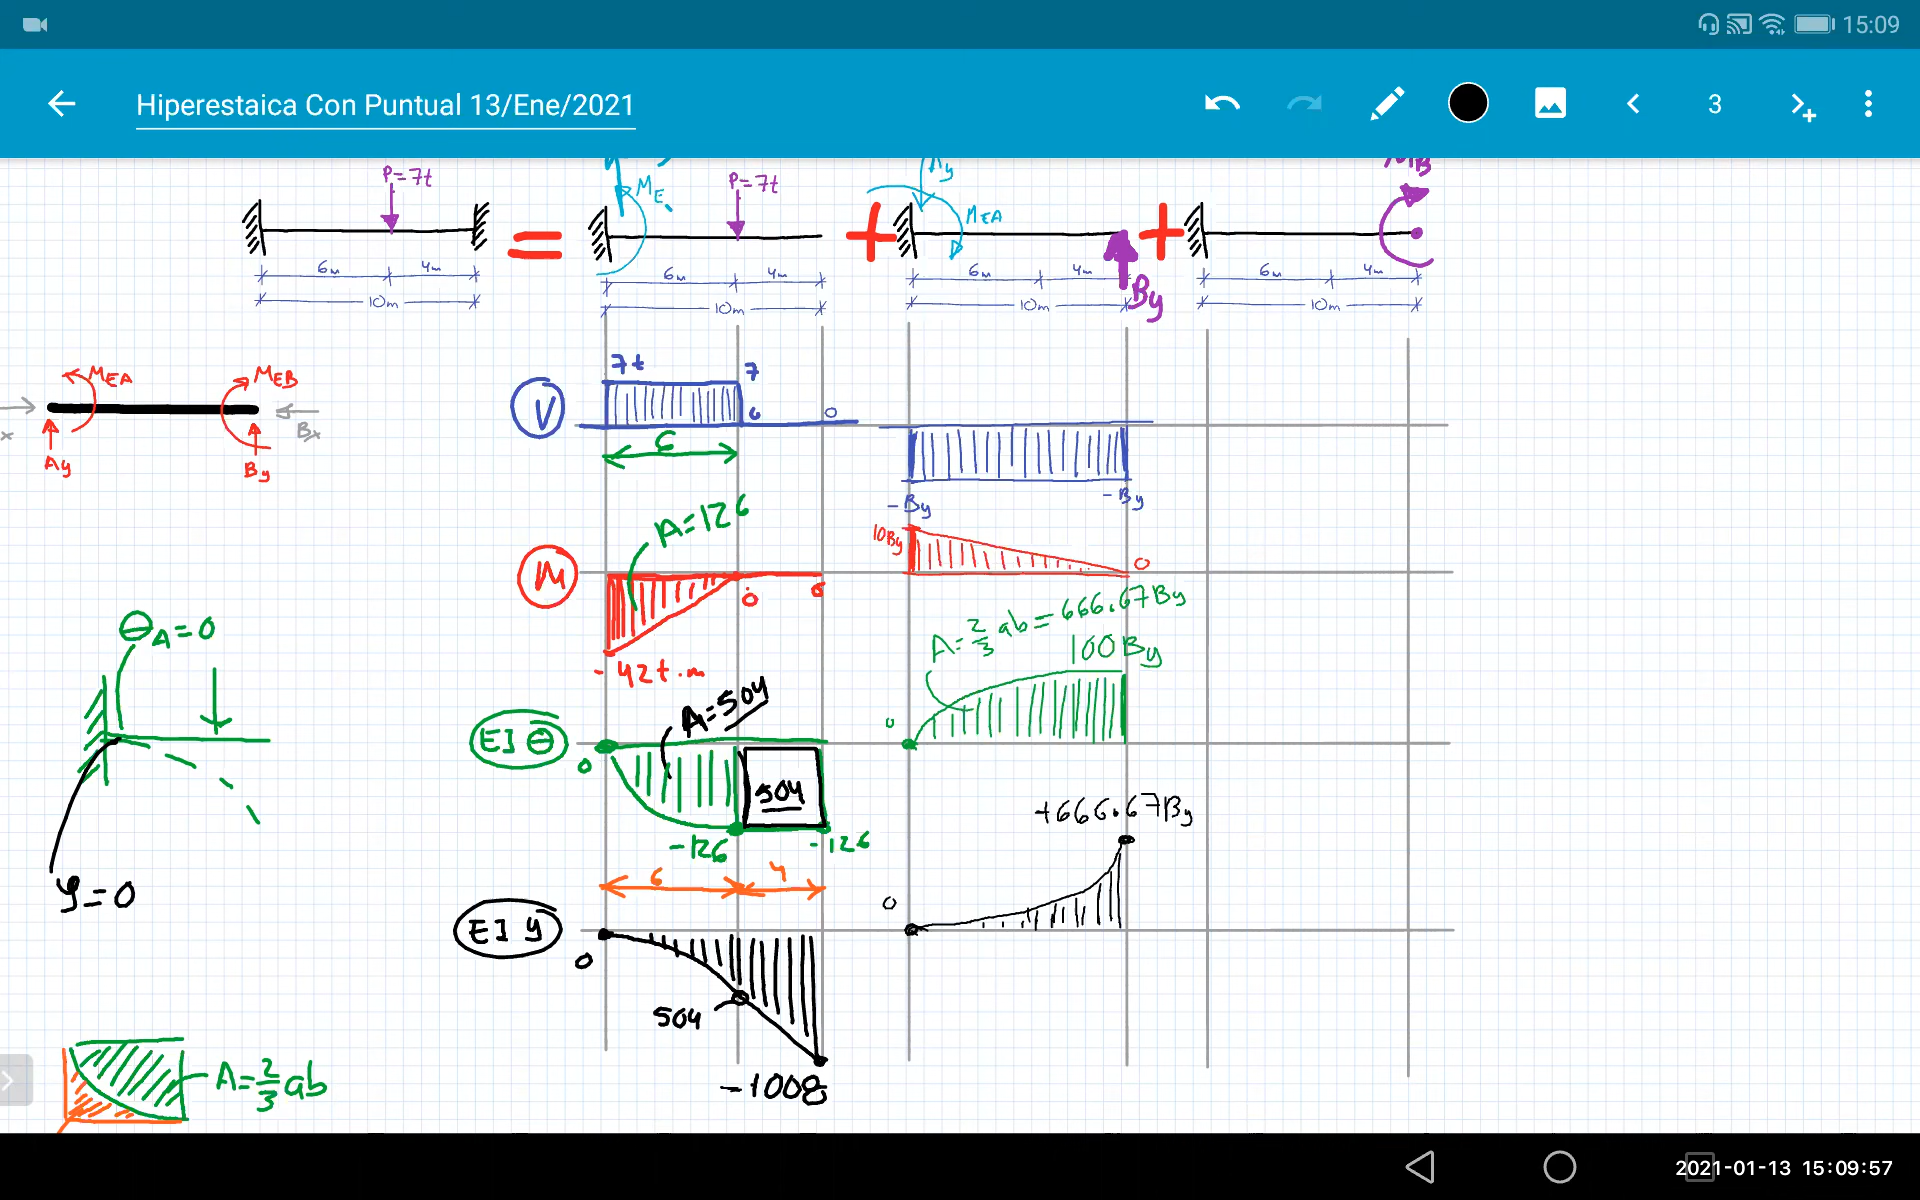 15:09
Hiperestaica Con Puntual 13/Ene/2021
3
P=7t
6m 4m
10m
=
ME.
P=7t
6m 4m
10m
+
Ay
MEA
6m 4m
10m
By
+
MB
6m 4m
10m
MEA
MEB
x
Ay
By
Bx
V
7t
7
0
6
-By
-By
M
A=126
0
-42t.m
10By
0
θA=0
y=0
EIθ
0
A=504
504
-126
-126
0
A=2/3 ab=666.67By
100By
6
4
EIy
0
504
-1008
0
+666.67By
A=2/3 ab
2021-01-13 15:09:57